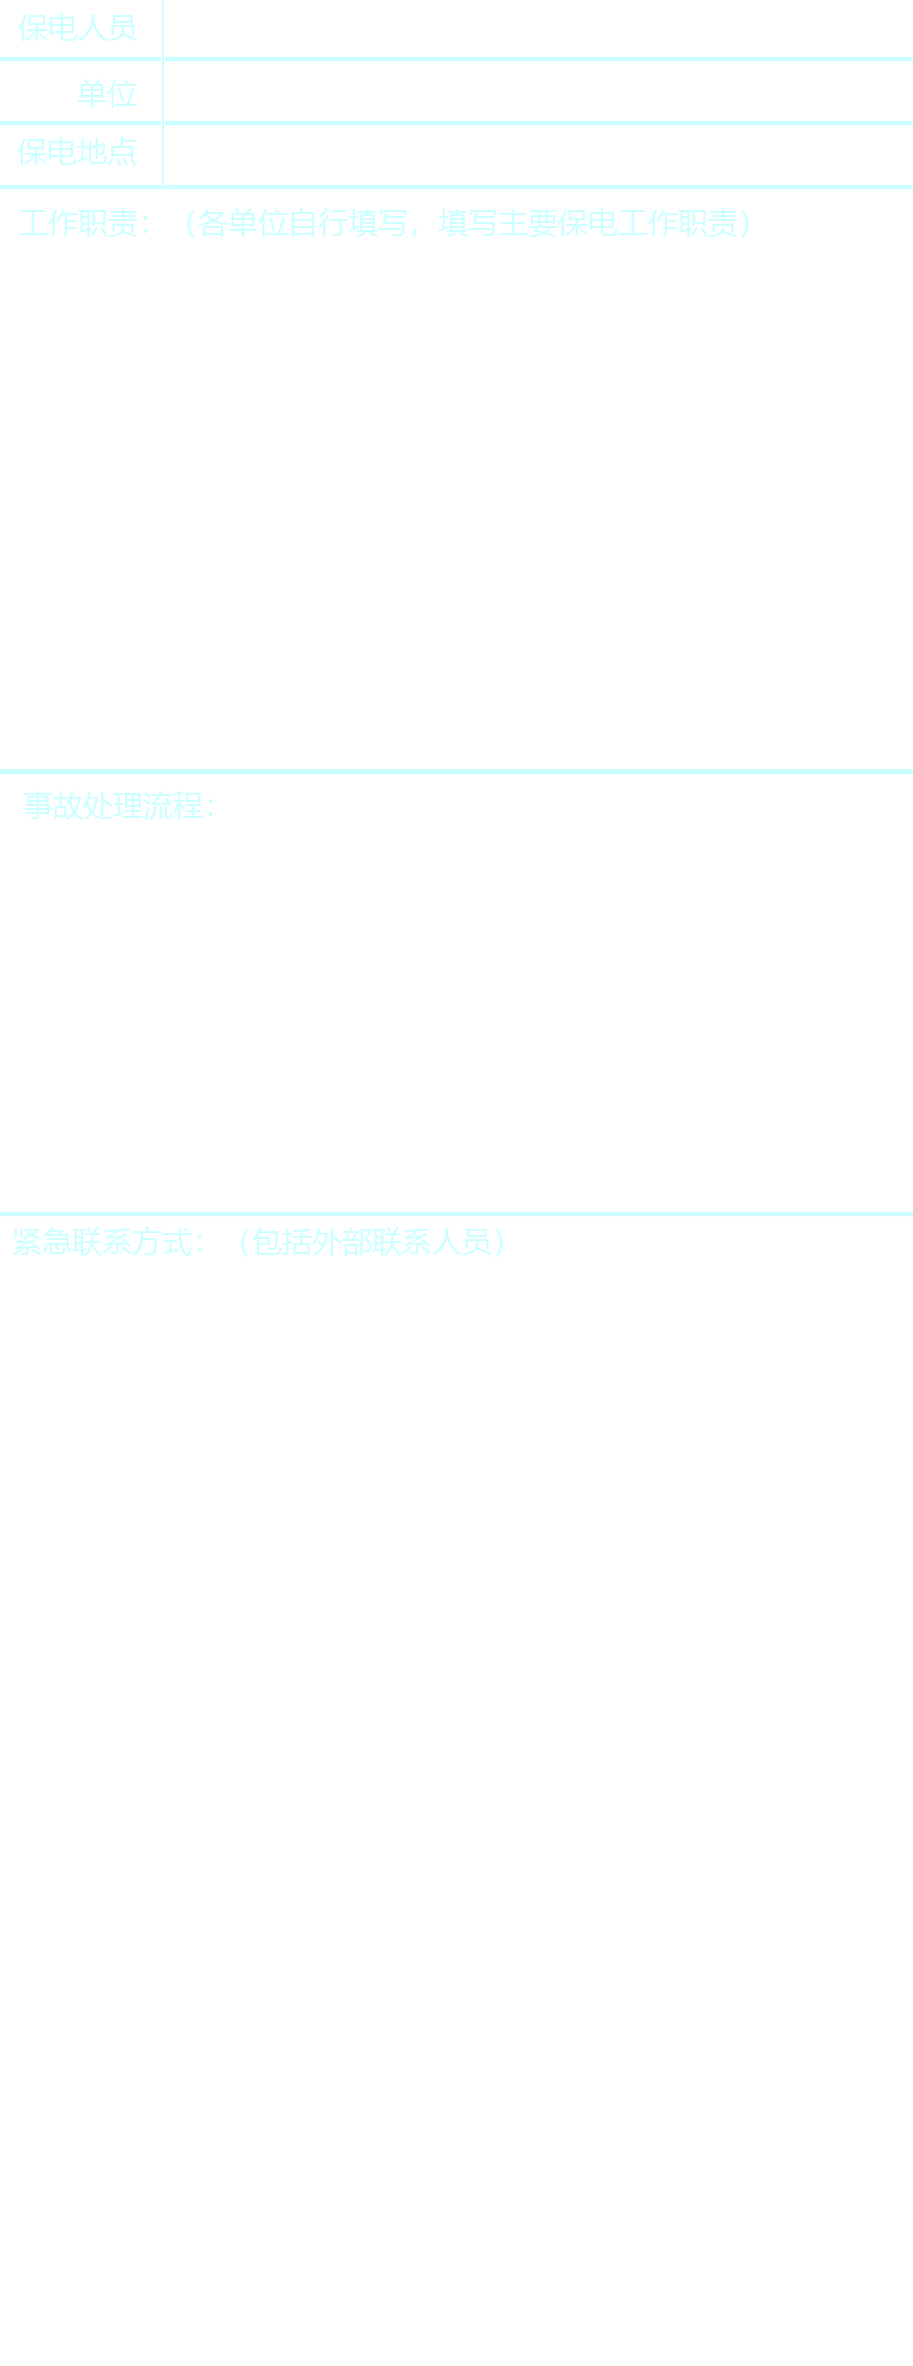 保电人员
单位
保电地点
工作职责：（各单位自行填写，填写主要保电工作职责）
事故处理流程：
紧急联系方式：（包括外部联系人员）